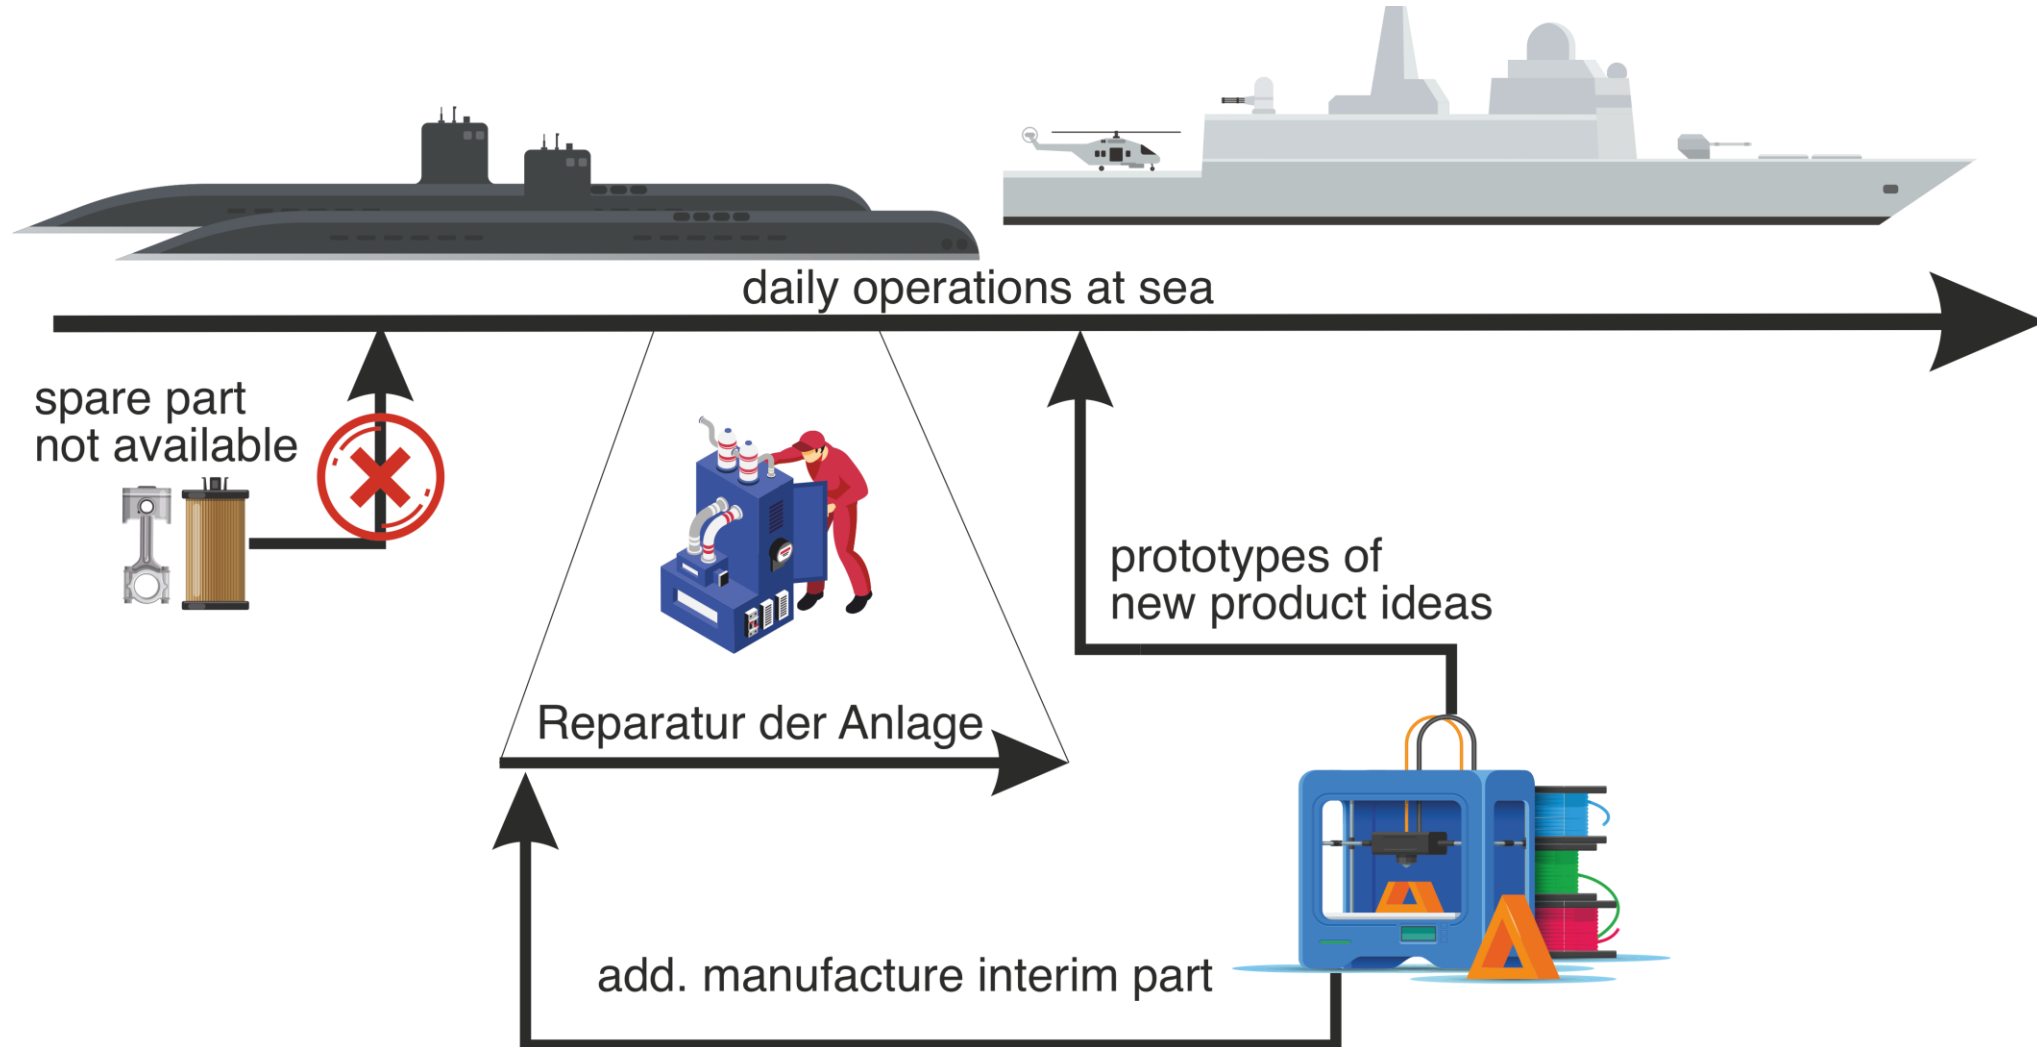 daily operations at sea
spare part
not available
prototypes of
new product ideas
Reparatur der Anlage
add. manufacture interim part